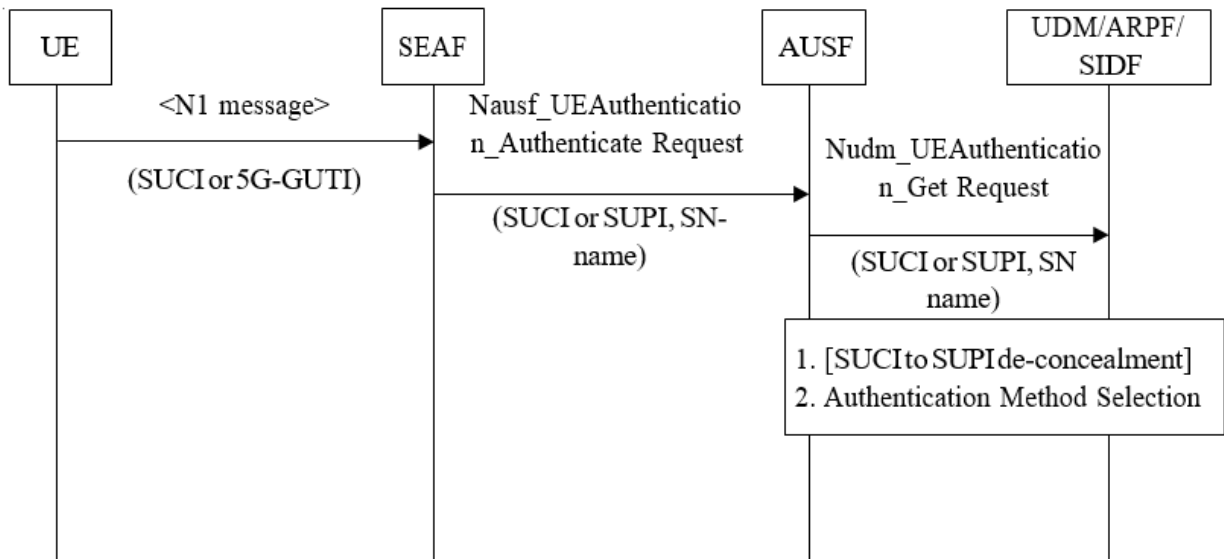 UE
SEAF
AUSF
UDM/ARPF/
SIDF
<N1 message>
(SUCI or 5G-GUTI)
Nausf_UEAuthenticatio
n_Authenticate Request
(SUCI or SUPI, SN-
name)
Nudm_UEAuthenticatio
n_Get Request
(SUCI or SUPI, SN
name)
1. [SUCI to SUPI de-concealment]
2. Authentication Method Selection